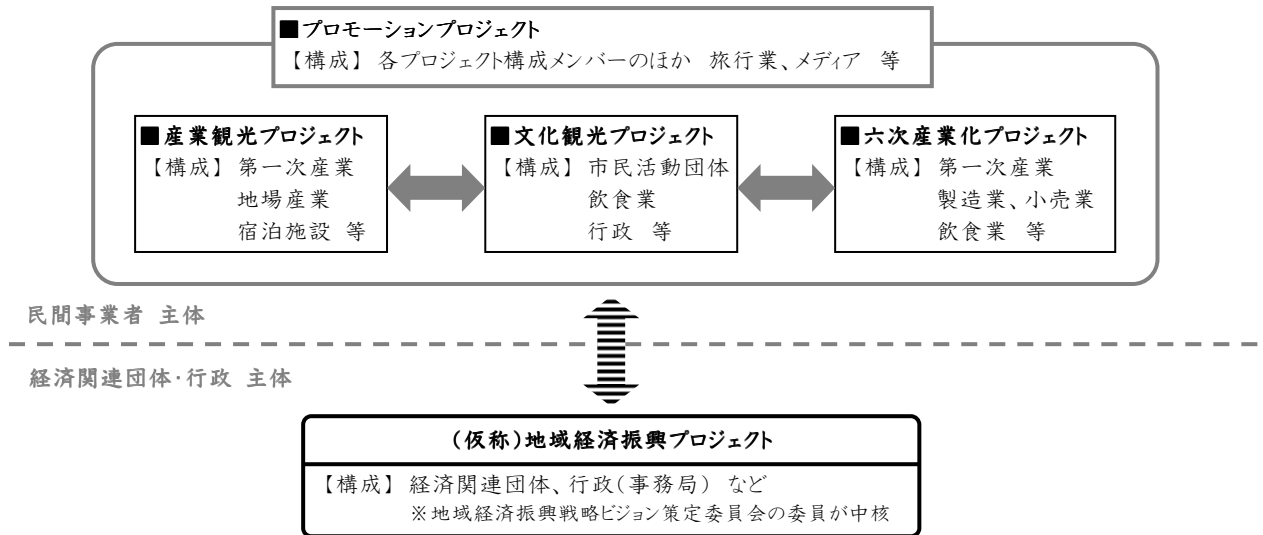 ■プロモーションプロジェクト
【構成】 各プロジェクト構成メンバーのほか 旅行業、メディア 等
■産業観光プロジェクト
【構成】 第一次産業
地場産業
宿泊施設 等
■文化観光プロジェクト
【構成】 市民活動団体
飲食業
行政 等
■六次産業化プロジェクト
【構成】 第一次産業
製造業、小売業
飲食業 等
民間事業者 主体
経済関連団体・行政 主体
（仮称）地域経済振興プロジェクト
【構成】 経済関連団体、行政（事務局） など
※地域経済振興戦略ビジョン策定委員会の委員が中核